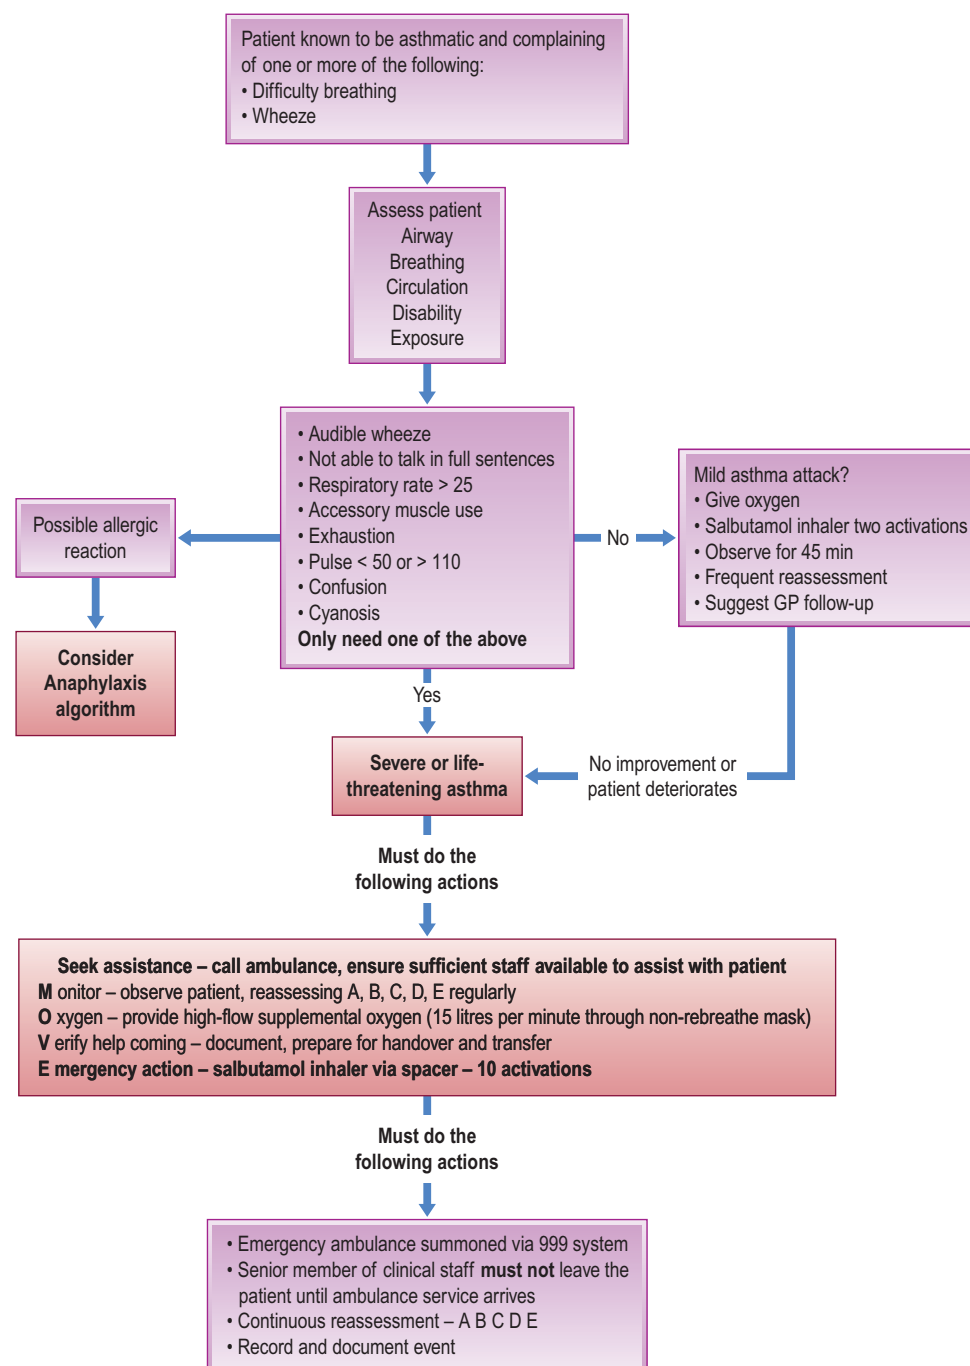 Patient known to be asthmatic and complaining
of one or more of the following:
• Difficulty breathing
• Wheeze
Assess patient
Airway
Breathing
Circulation
Disability
Exposure
• Audible wheeze
• Not able to talk in full sentences
• Respiratory rate > 25
• Accessory muscle use
• Exhaustion
• Pulse < 50 or > 110
• Confusion
• Cyanosis
Only need one of the above
Possible allergic
reaction
Consider
Anaphylaxis
algorithm
No
Mild asthma attack?
• Give oxygen
• Salbutamol inhaler two activations
• Observe for 45 min
• Frequent reassessment
• Suggest GP follow-up
Yes
No improvement or
patient deteriorates
Severe or life-
threatening asthma
Must do the
following actions
Seek assistance – call ambulance, ensure sufficient staff available to assist with patient
M onitor – observe patient, reassessing A, B, C, D, E regularly
O xygen – provide high-flow supplemental oxygen (15 litres per minute through non-rebreathe mask)
V erify help coming – document, prepare for handover and transfer
E mergency action – salbutamol inhaler via spacer – 10 activations
Must do the
following actions
• Emergency ambulance summoned via 999 system
• Senior member of clinical staff must not leave the
patient until ambulance service arrives
• Continuous reassessment – A B C D E
• Record and document event